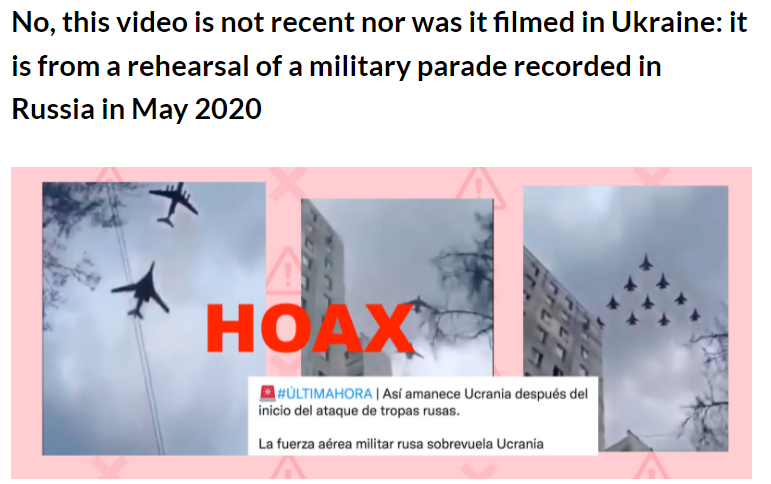 No, this video is not recent nor was it filmed in Ukraine: it
is from a rehearsal of a military parade recorded in
Russia in May 2020
HOAX
🚨#ÚLTIMAHORA | Así amanece Ucrania después del
inicio del ataque de tropas rusas.
La fuerza aérea militar rusa sobrevuela Ucrania